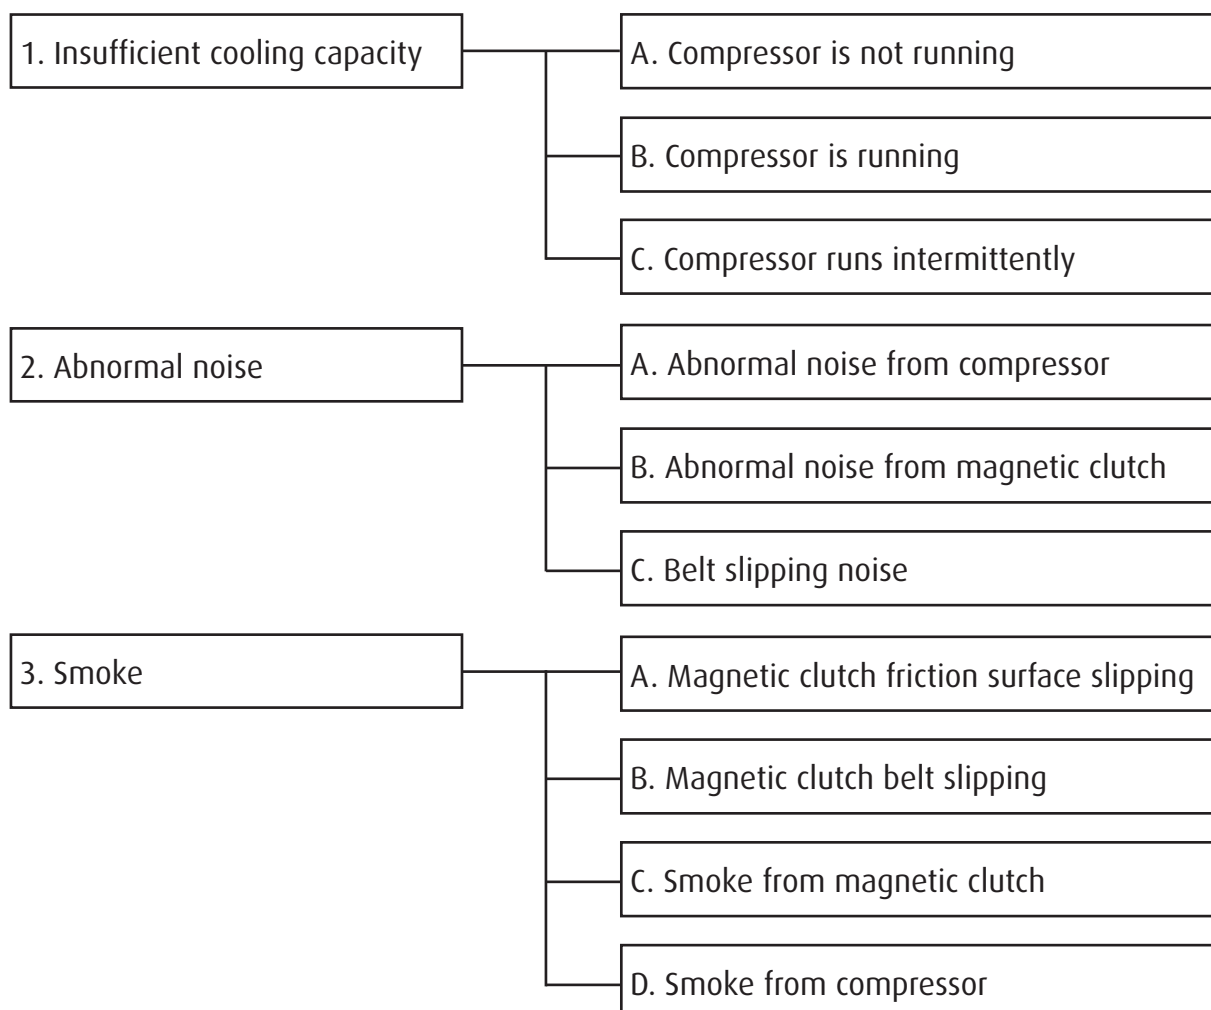 1. Insufficient cooling capacity
A. Compressor is not running
B. Compressor is running
C. Compressor runs intermittently
2. Abnormal noise
A. Abnormal noise from compressor
B. Abnormal noise from magnetic clutch
C. Belt slipping noise
3. Smoke
A. Magnetic clutch friction surface slipping
B. Magnetic clutch belt slipping
C. Smoke from magnetic clutch
D. Smoke from compressor